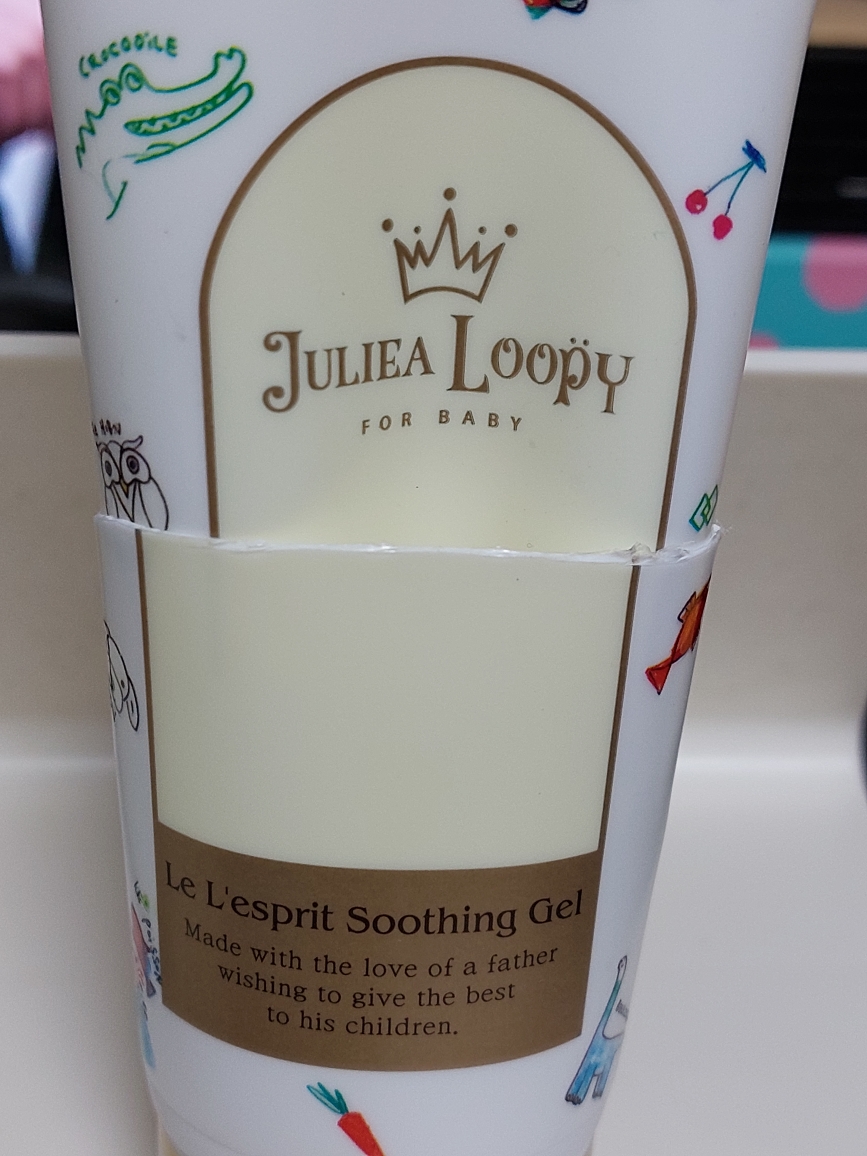 CROCODILE
JULIEA LOOPÿ
FOR BABY
Le L'esprit Soothing Gel
Made with the love of a father
wishing to give the best
to his children.